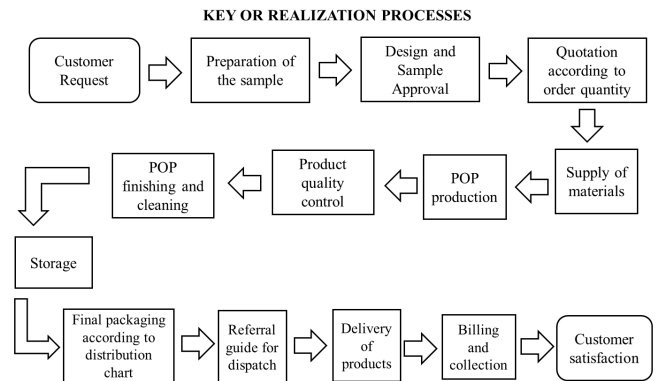 KEY OR REALIZATION PROCESSES
Customer
Request
Preparation of
the sample
Design and
Sample
Approval
Quotation
according to
order quantity
Supply of
materials
POP
production
Product
quality
control
POP
finishing and
cleaning
Storage
Final packaging
according to
distribution
chart
Referral
guide for
dispatch
Delivery
of
products
Billing
and
collection
Customer
satisfaction